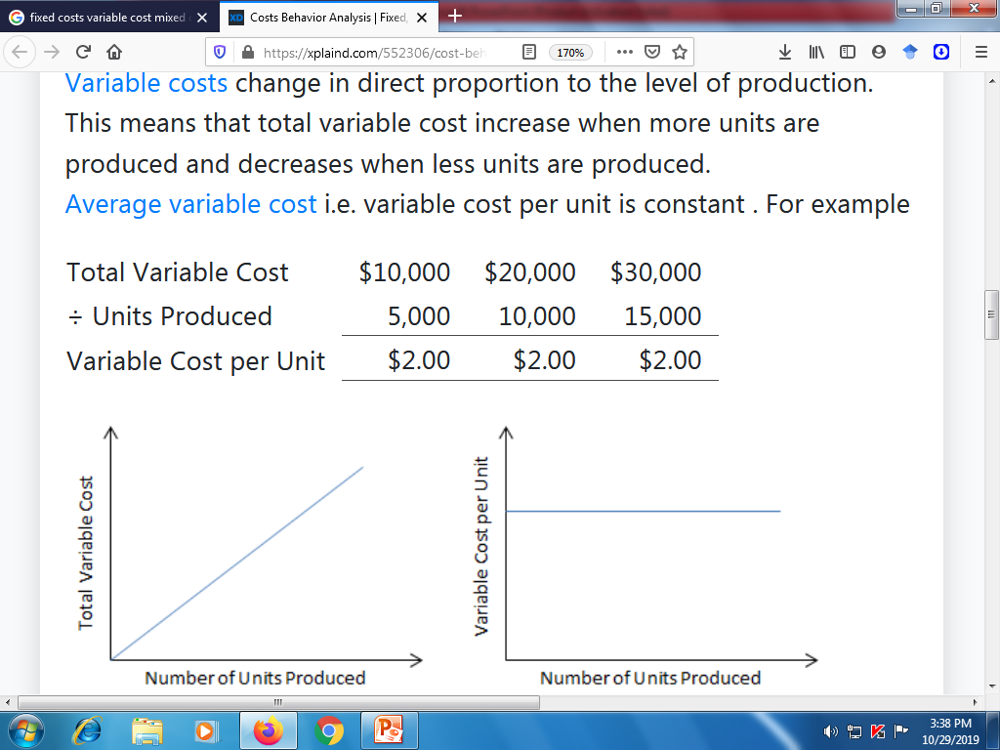 fixed costs variable cost mixed
Costs Behavior Analysis | Fixed,
https://xplaind.com/552306/cost-beh
170%
Variable costs change in direct proportion to the level of production.
This means that total variable cost increase when more units are
produced and decreases when less units are produced.
Average variable cost i.e. variable cost per unit is constant . For example
Total Variable Cost $10,000 $20,000 $30,000
÷ Units Produced 5,000 10,000 15,000
Variable Cost per Unit $2.00 $2.00 $2.00
Total Variable Cost
Number of Units Produced
Variable Cost per Unit
Number of Units Produced
3:38 PM
10/29/2019